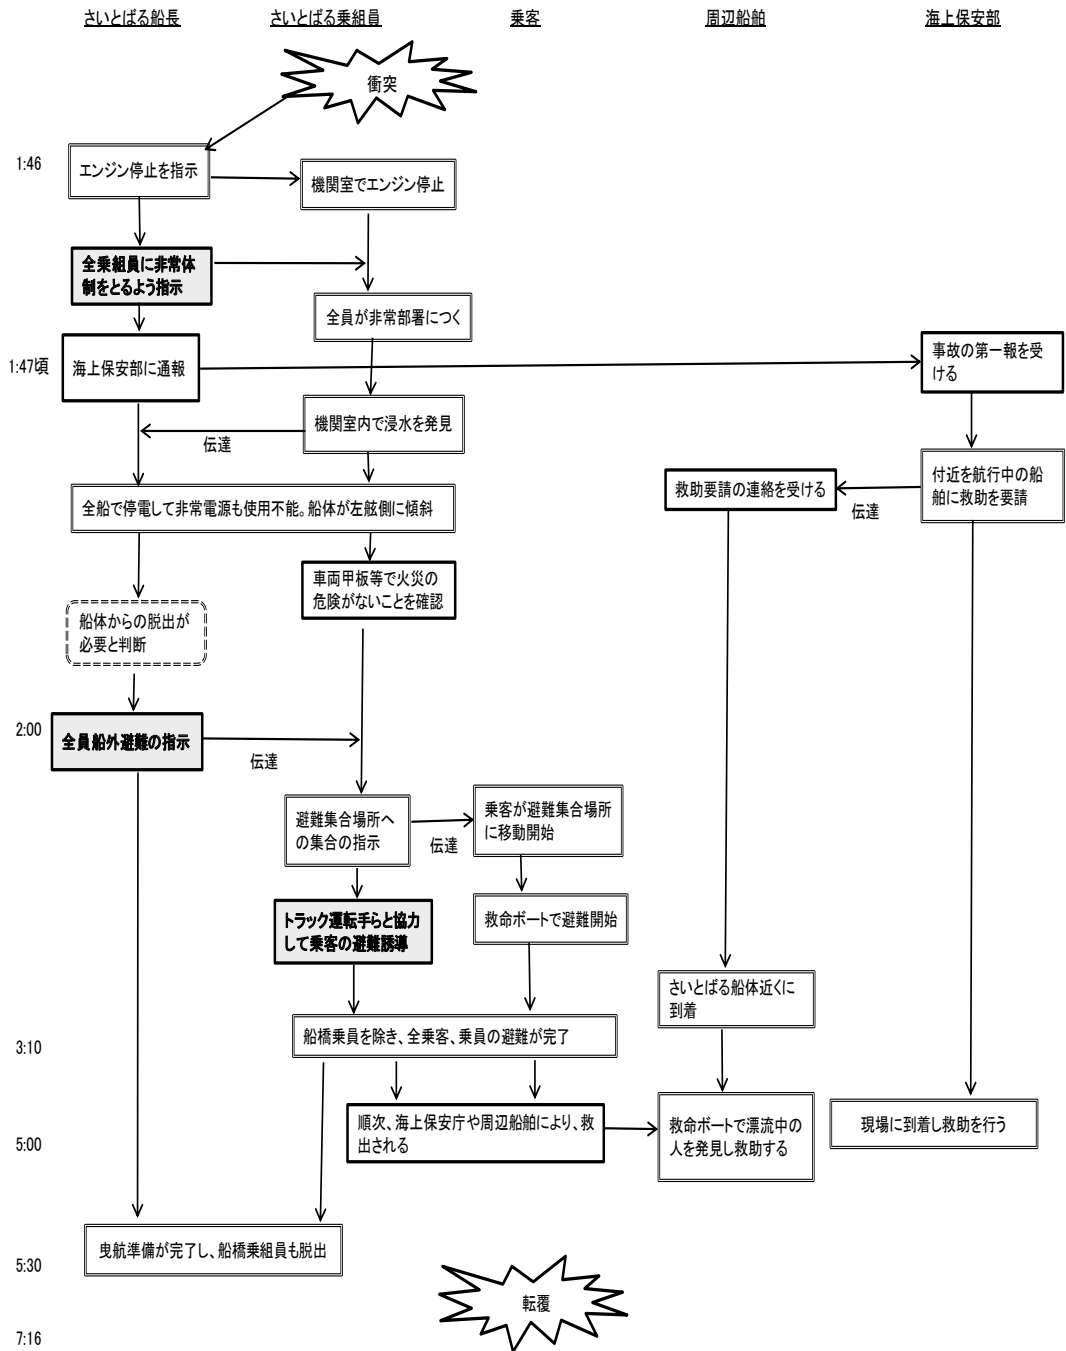 さいとばる船長
さいとばる乗組員
乗客
周辺船舶
海上保安部
衝突
1:46
エンジン停止を指示
機関室でエンジン停止
全乗組員に非常体
制をとるよう指示
全員が非常部署につく
1:47頃
海上保安部に通報
事故の第一報を受
ける
機関室内で浸水を発見
伝達
付近を航行中の船
舶に救助を要請
救助要請の連絡を受ける
伝達
全船で停電して非常電源も使用不能。船体が左舷側に傾斜
車両甲板等で火災の
危険がないことを確認
船体からの脱出が
必要と判断
2:00
全員船外避難の指示
伝達
避難集合場所へ
の集合の指示
伝達
乗客が避難集合場所
に移動開始
トラック運転手らと協力
して乗客の避難誘導
救命ボートで避難開始
さいとばる船体近くに
到着
3:10
船橋乗員を除き、全乗客、乗員の避難が完了
順次、海上保安庁や周辺船舶により、救
出される
救命ボートで漂流中の
人を発見し救助する
現場に到着し救助を行う
5:00
曳航準備が完了し、船橋乗組員も脱出
5:30
転覆
7:16